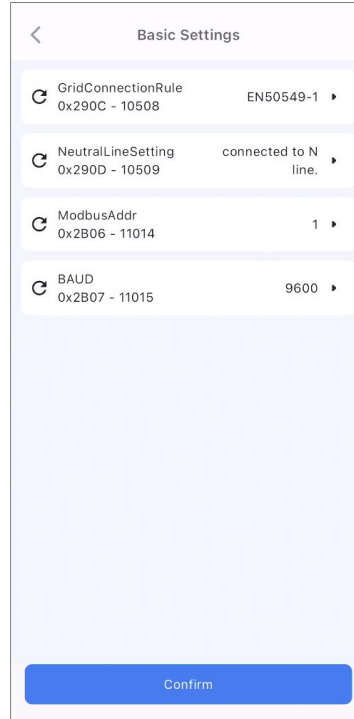 Basic Settings
GridConnectionRule
0x290C - 10508
EN50549-1
NeutralLineSetting
0x290D - 10509
connected to N
line.
ModbusAddr
0x2B06 - 11014
1
BAUD
0x2B07 - 11015
9600
Confirm